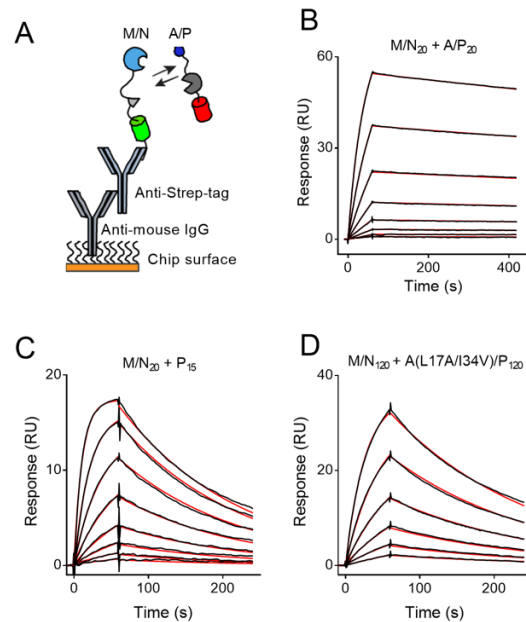 A
M/N A/P
Anti-Strep-tag
Anti-mouse IgG
Chip surface
B
M/N20 + A/P20
Response (RU)
60
30
0
0 200 400
Time (s)
C
M/N20 + P15
Response (RU)
20
10
0
0 100 200
Time (s)
D
M/N120 + A(L17A/I34V)/P120
Response (RU)
40
20
0
0 100 200
Time (s)